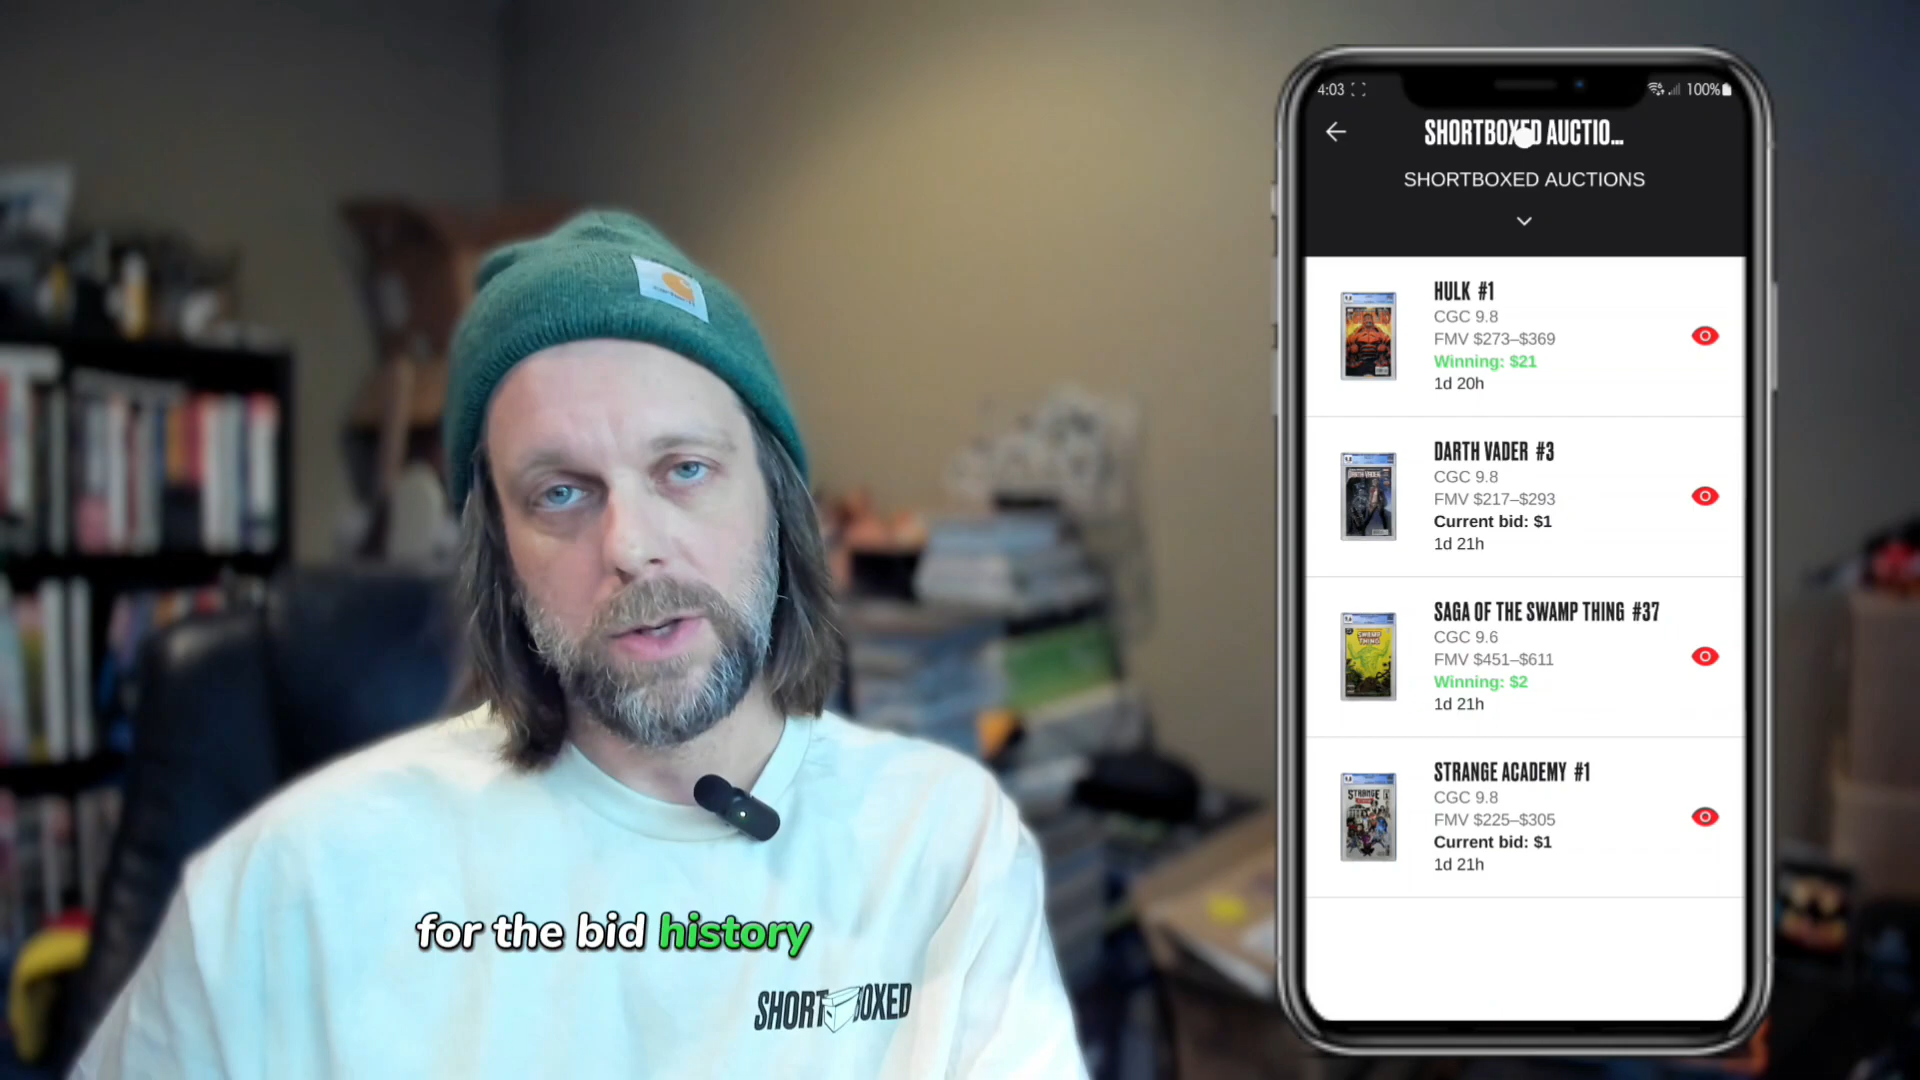 4:03
100%
SHORTBOXED AUCTIO...
SHORTBOXED AUCTIONS
HULK #1
CGC 9.8
FMV $273–$369
Winning: $21
1d 20h
DARTH VADER #3
CGC 9.8
FMV $217–$293
Current bid: $1
1d 21h
SAGA OF THE SWAMP THING #37
CGC 9.6
FMV $451–$611
Winning: $2
1d 21h
STRANGE ACADEMY #1
CGC 9.8
FMV $225–$305
Current bid: $1
1d 21h
for the bid history
SHORTBOXED